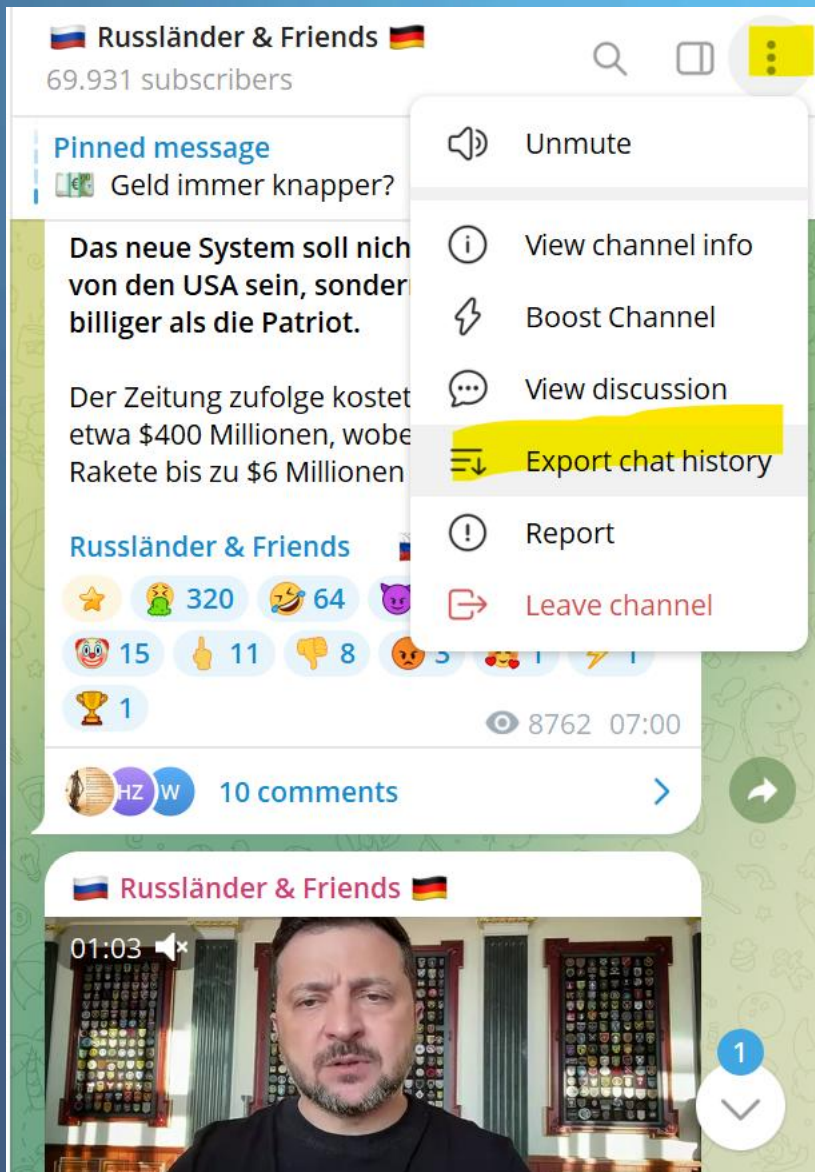 Russländer & Friends
69.931 subscribers
Pinned message
Geld immer knapper?
Das neue System soll nich
von den USA sein, sonder
billiger als die Patriot.
Der Zeitung zufolge kostet
etwa $400 Millionen, wobe
Rakete bis zu $6 Millionen
Russländer & Friends
320
64
15
11
8
3
1
1
1
8762 07:00
HZ
W
10 comments
Unmute
View channel info
Boost Channel
View discussion
Export chat history
Report
Leave channel
Russländer & Friends
01:03
1